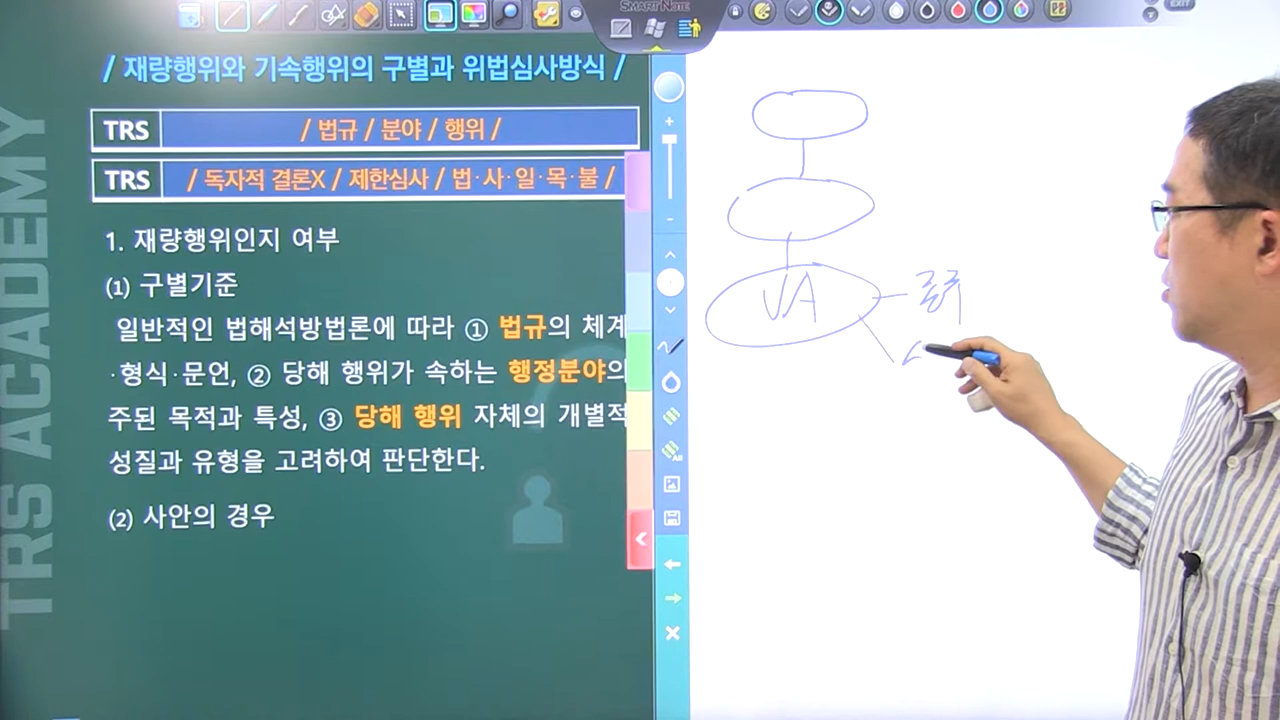 SMART NOTE
EXIT
/ 재량행위와 기속행위의 구별과 위법심사방식 /
TRS / 법규 / 분야 / 행위 /
TRS / 독자적 결론X / 제한심사 / 법·사·일·목·불 /
1. 재량행위인지 여부
(1) 구별기준
일반적인 법해석방법론에 따라 ① 법규의 체계
·형식·문언, ② 당해 행위가 속하는 행정분야의
주된 목적과 특성, ③ 당해 행위 자체의 개별적
성질과 유형을 고려하여 판단한다.
(2) 사안의 경우
TRS ACADEMY
VA
All